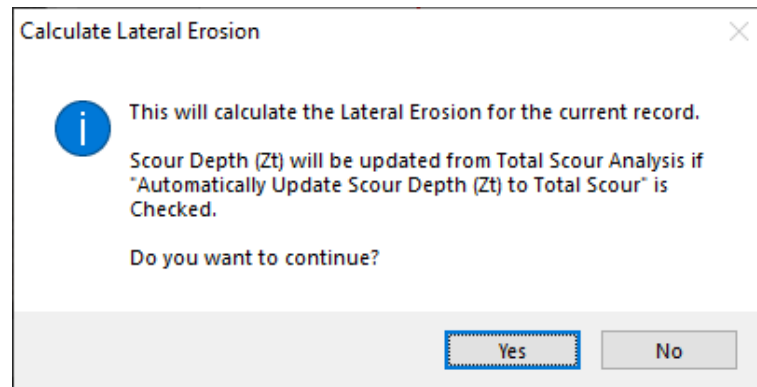 Calculate Lateral Erosion
This will calculate the Lateral Erosion for the current record.
Scour Depth (Zt) will be updated from Total Scour Analysis if
"Automatically Update Scour Depth (Zt) to Total Scour" is
Checked.
Do you want to continue?
Yes
No